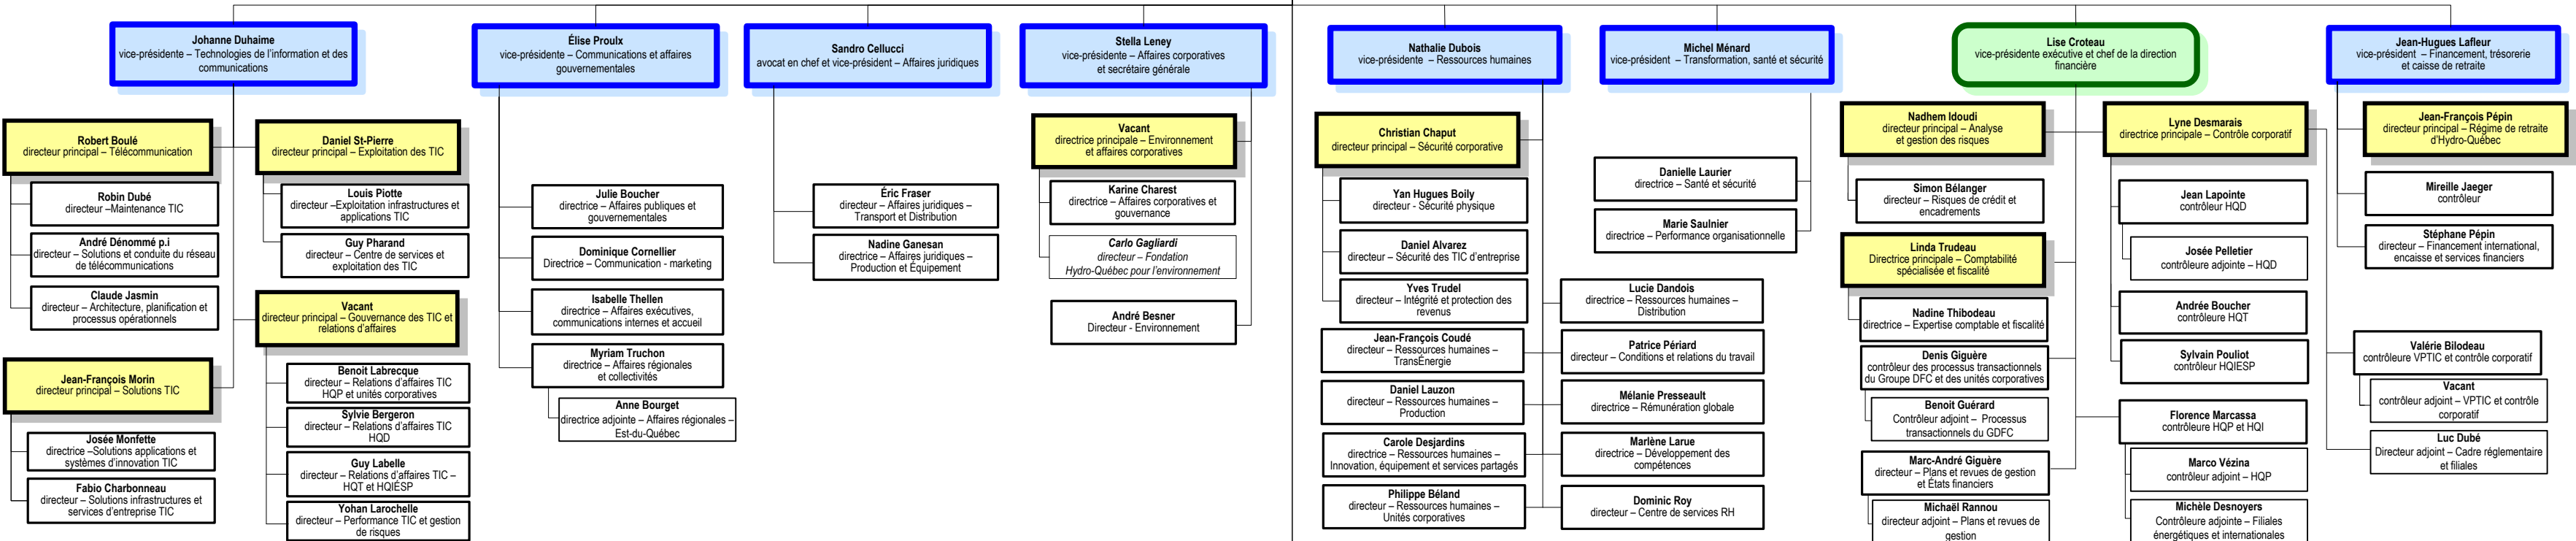 Johanne Duhaime
vice-présidente – Technologies de l'information et des
communications
Robert Boulé
directeur principal – Télécommunication
Robin Dubé
directeur –Maintenance TIC
André Dénommé p.i
directeur – Solutions et conduite du réseau
de télécommunications
Claude Jasmin
directeur – Architecture, planification et
processus opérationnels
Jean-François Morin
directeur principal – Solutions TIC
Josée Monfette
directrice –Solutions applications et
systèmes d'innovation TIC
Fabio Charbonneau
directeur – Solutions infrastructures et
services d'entreprise TIC
Daniel St-Pierre
directeur principal – Exploitation des TIC
Louis Piotte
directeur –Exploitation infrastructures et
applications TIC
Guy Pharand
directeur – Centre de services et
exploitation des TIC
Vacant
directeur principal – Gouvernance des TIC et
relations d'affaires
Benoit Labrecque
directeur – Relations d'affaires TIC
HQP et unités corporatives
Sylvie Bergeron
directeur – Relations d'affaires TIC
HQD
Guy Labelle
directeur – Relations d'affaires TIC –
HQT et HQIESP
Yohan Larochelle
directeur – Performance TIC et gestion
de risques
Élise Proulx
vice-présidente – Communications et affaires
gouvernementales
Julie Boucher
directrice – Affaires publiques et
gouvernementales
Dominique Cornellier
Directrice – Communication - marketing
Isabelle Thellen
directrice – Affaires exécutives,
communications internes et accueil
Myriam Truchon
directrice – Affaires régionales
et collectivités
Anne Bourget
directrice adjointe – Affaires régionales –
Est-du-Québec
Sandro Cellucci
avocat en chef et vice-président – Affaires juridiques
Éric Fraser
directeur – Affaires juridiques –
Transport et Distribution
Nadine Ganesan
directrice – Affaires juridiques –
Production et Équipement
Stella Leney
vice-présidente – Affaires corporatives
et secrétaire générale
Vacant
directrice principale – Environnement
et affaires corporatives
Karine Charest
directrice – Affaires corporatives et
gouvernance
Carlo Gagliardi
directeur – Fondation
Hydro-Québec pour l'environnement
André Besner
Directeur - Environnement
Nathalie Dubois
vice-présidente – Ressources humaines
Christian Chaput
directeur principal – Sécurité corporative
Yan Hugues Boily
directeur - Sécurité physique
Daniel Alvarez
directeur – Sécurité des TIC d'entreprise
Yves Trudel
directeur – Intégrité et protection des
revenus
Jean-François Coudé
directeur – Ressources humaines –
TransÉnergie
Daniel Lauzon
directeur – Ressources humaines –
Production
Carole Desjardins
directrice – Ressources humaines –
Innovation, équipement et services partagés
Philippe Béland
directeur – Ressources humaines –
Unités corporatives
Lucie Dandois
directrice – Ressources humaines –
Distribution
Patrice Périard
directeur – Conditions et relations du travail
Mélanie Presseault
directrice – Rémunération globale
Marlène Larue
directrice – Développement des
compétences
Dominic Roy
directeur – Centre de services RH
Michel Ménard
vice-président – Transformation, santé et sécurité
Danielle Laurier
directrice – Santé et sécurité
Marie Saulnier
directrice – Performance organisationnelle
Lise Croteau
vice-présidente exécutive et chef de la direction
financière
Nadhem Idoudi
directeur principal – Analyse
et gestion des risques
Simon Bélanger
directeur – Risques de crédit et
encadrements
Linda Trudeau
Directrice principale – Comptabilité
spécialisée et fiscalité
Nadine Thibodeau
directrice – Expertise comptable et fiscalité
Denis Giguère
contrôleur des processus transactionnels
du Groupe DFC et des unités corporatives
Benoit Guérard
Contrôleur adjoint – Processus
transactionnels du GDFC
Marc-André Giguère
directeur – Plans et revues de gestion
et États financiers
Michaël Rannou
directeur adjoint – Plans et revues de
gestion
Lyne Desmarais
directrice principale – Contrôle corporatif
Jean Lapointe
contrôleur HQD
Josée Pelletier
contrôleure adjointe – HQD
Andrée Boucher
contrôleure HQT
Sylvain Pouliot
contrôleur HQIESP
Florence Marcassa
contrôleure HQP et HQI
Marco Vézina
contrôleur adjoint – HQP
Michèle Desnoyers
Contrôleure adjointe – Filiales
énergétiques et internationales
Jean-Hugues Lafleur
vice-président – Financement, trésorerie
et caisse de retraite
Jean-François Pépin
directeur principal – Régime de retraite
d'Hydro-Québec
Mireille Jaeger
contrôleur
Stéphane Pépin
directeur – Financement international,
encaisse et services financiers
Valérie Bilodeau
contrôleure VPTIC et contrôle corporatif
Vacant
contrôleur adjoint – VPTIC et contrôle
corporatif
Luc Dubé
Directeur adjoint – Cadre réglementaire
et filiales